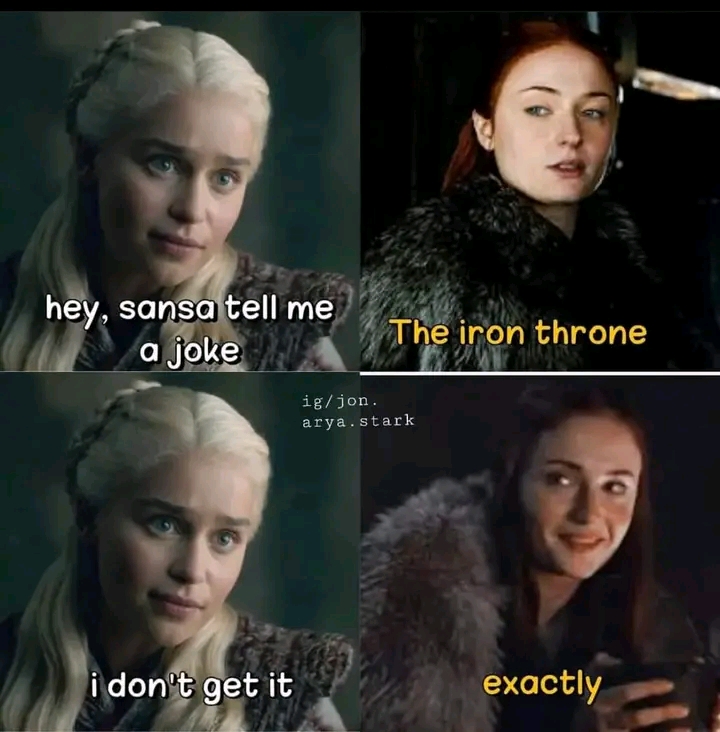 hey, sansa tell me
a joke
The iron throne
ig/jon.
arya.stark
i don't get it
exactly